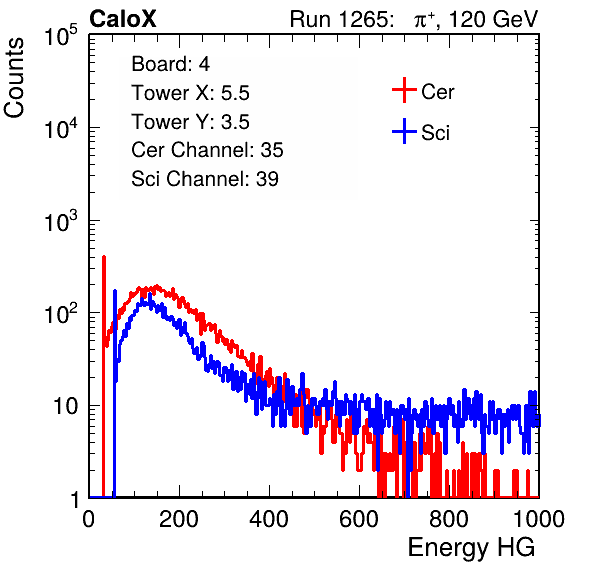 CaloX Run 1265: π⁺, 120 GeV
Counts
10⁵
10⁴
10³
10²
10
1
Board: 4
Tower X: 5.5
Tower Y: 3.5
Cer Channel: 35
Sci Channel: 39
Cer
Sci
0 200 400 600 800 1000
Energy HG